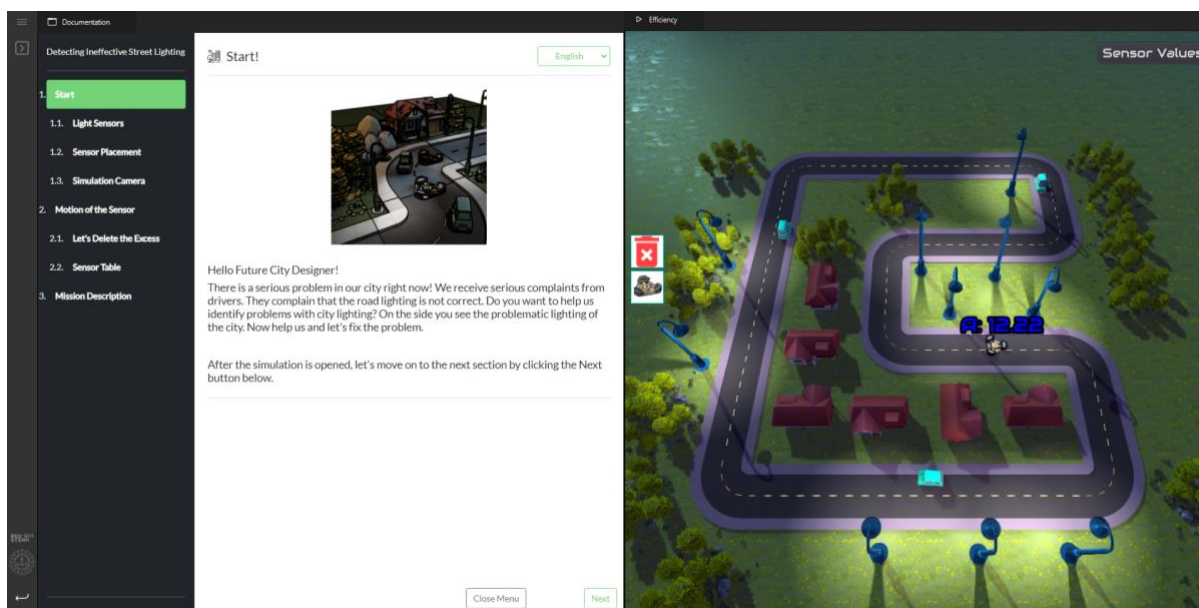 Documentation
Efficiency
Detecting Ineffective Street Lighting
1. Start
1.1. Light Sensors
1.2. Sensor Placement
1.3. Simulation Camera
2. Motion of the Sensor
2.1. Let's Delete the Excess
2.2. Sensor Table
3. Mission Description
Start!
English
Hello Future City Designer!
There is a serious problem in our city right now! We receive serious complaints from
drivers. They complain that the road lighting is not correct. Do you want to help us
identify problems with city lighting? On the side you see the problematic lighting of
the city. Now help us and let's fix the problem.
After the simulation is opened, let's move on to the next section by clicking the Next
button below.
Close Menu
Next
Sensor Values
A: 12.22